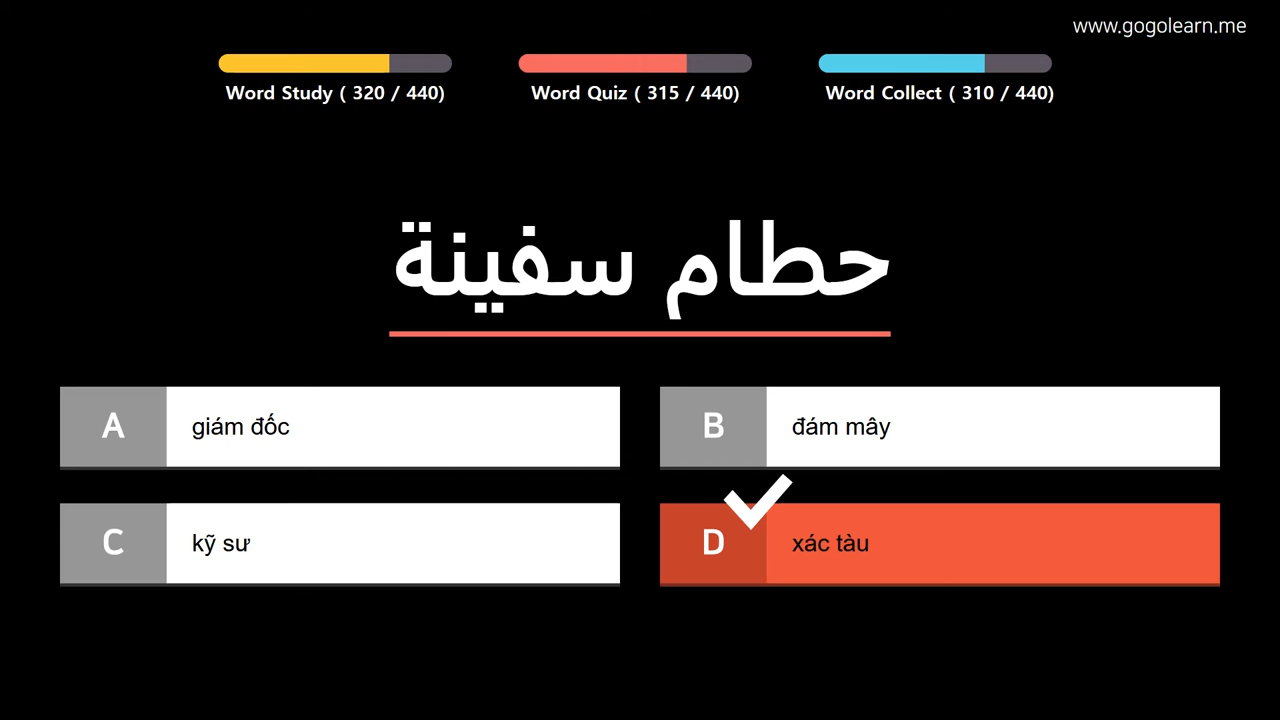 www.gogolearn.me
Word Study ( 320 / 440)
Word Quiz ( 315 / 440)
Word Collect ( 310 / 440)
حطام سفينة
A giám đốc
B đám mây
C kỹ sư
D xác tàu